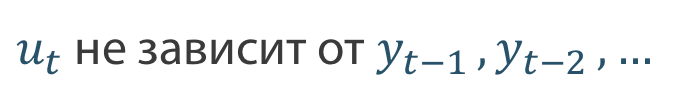 𝑢ₜ не зависит от 𝑦ₜ₋₁ , 𝑦ₜ₋₂ , ...